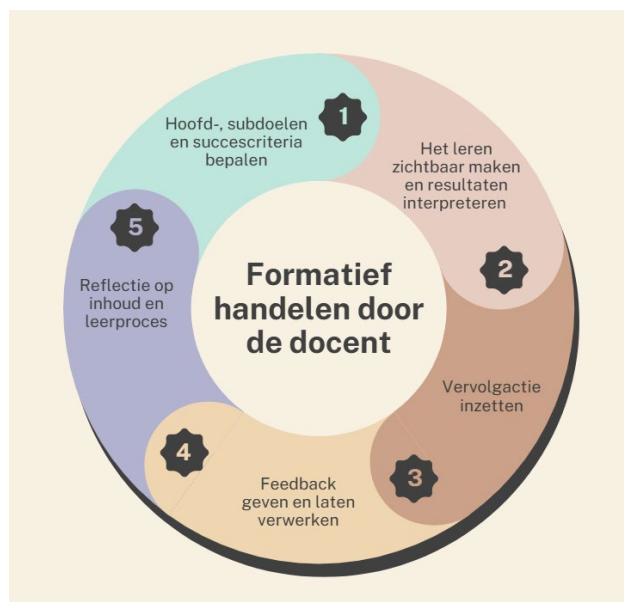 Formatief
handelen door
de docent
1
Hoofd-, subdoelen
en succescriteria
bepalen
2
Het leren
zichtbaar maken
en resultaten
interpreteren
3
Vervolgactie
inzetten
4
Feedback
geven en laten
verwerken
5
Reflectie op
inhoud en
leerproces